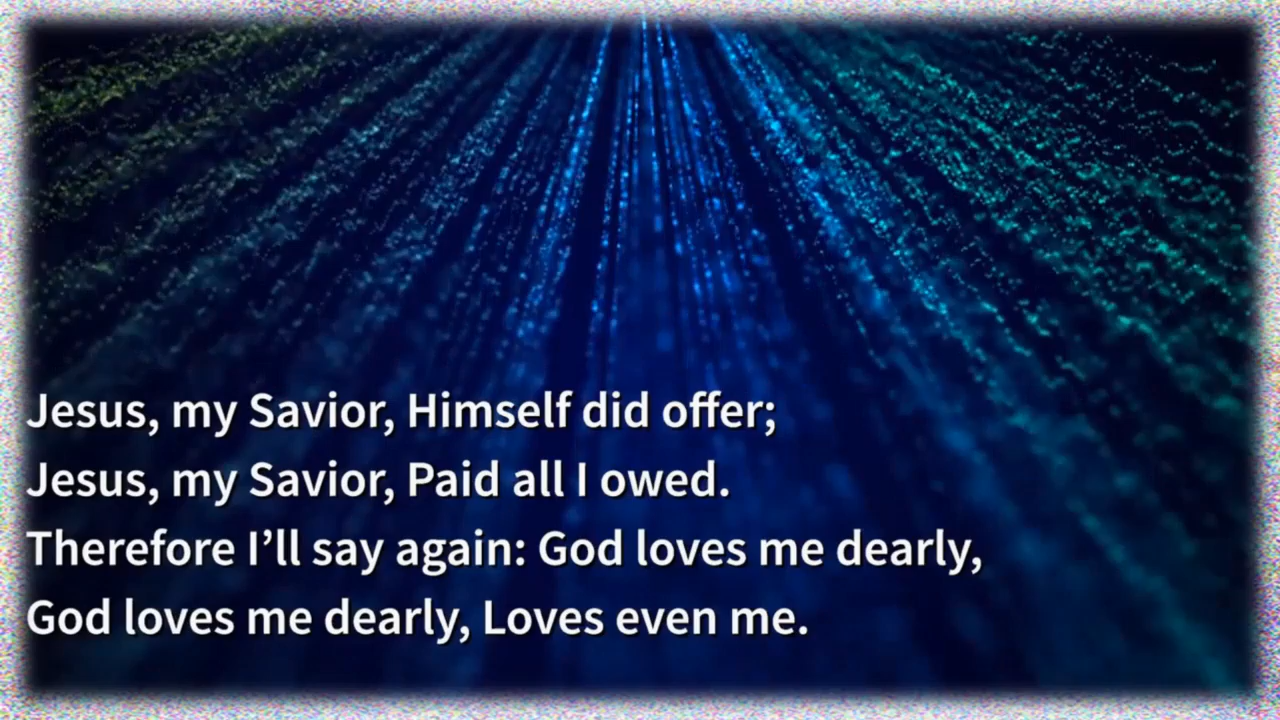 Jesus, my Savior, Himself did offer;
Jesus, my Savior, Paid all I owed.
Therefore I’ll say again: God loves me dearly,
God loves me dearly, Loves even me.